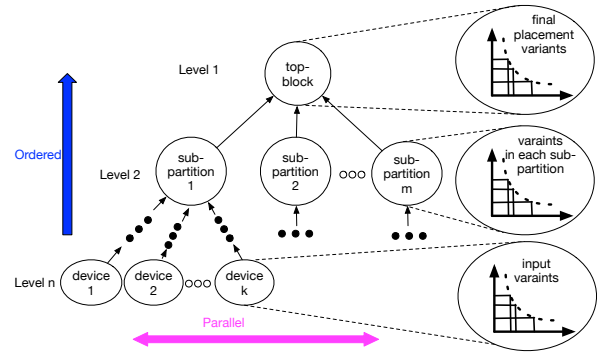 final
placement
variants
top-
block
Level 1
Ordered
varaints
in each sub-
partition
sub-
partition
1
sub-
partition
2
sub-
partition
m
Level 2
Level n
device
1
device
2
device
k
input
varaints
Parallel